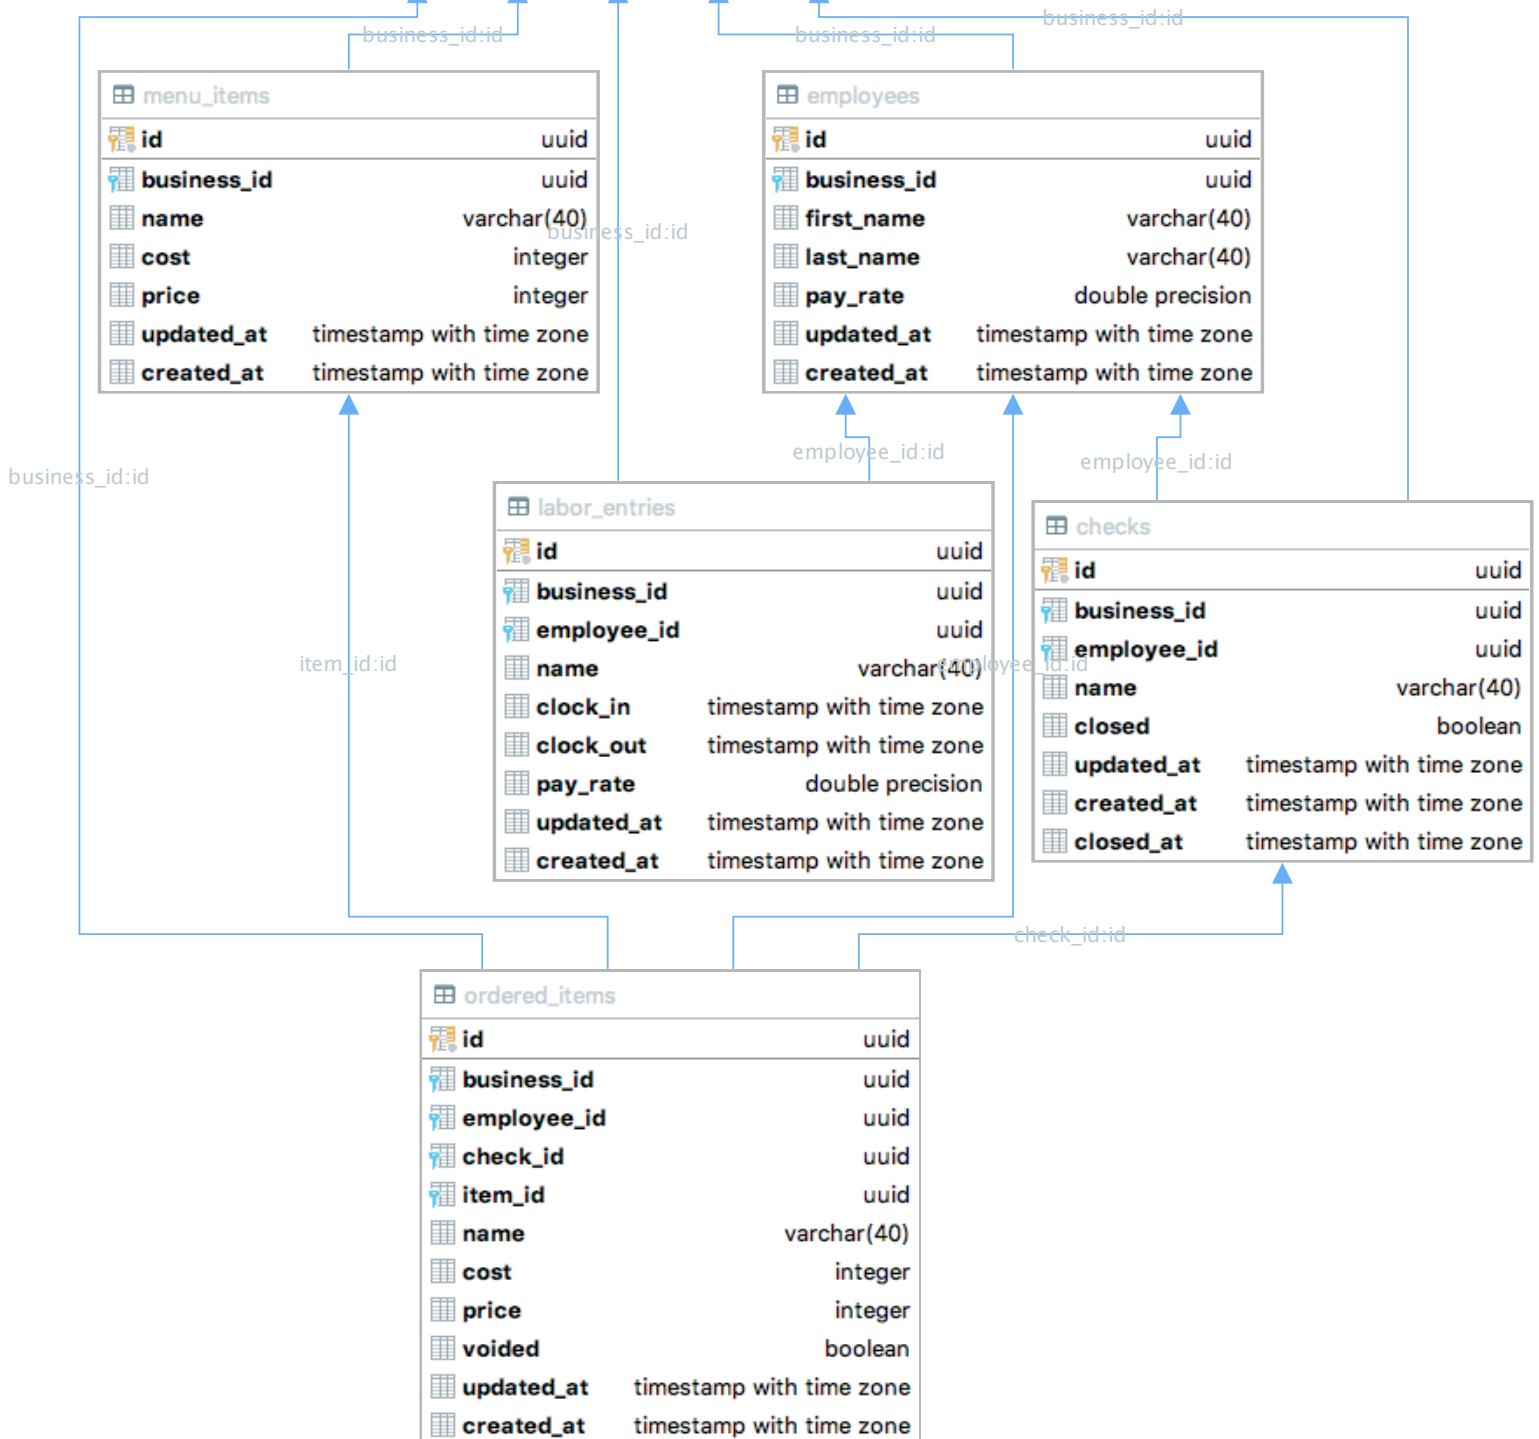 business_id:id
business_id:id
business_id:id
menu_items
id uuid
business_id uuid
name varchar(40)
cost integer
price integer
updated_at timestamp with time zone
created_at timestamp with time zone
business_id:id
employees
id uuid
business_id uuid
first_name varchar(40)
last_name varchar(40)
pay_rate double precision
updated_at timestamp with time zone
created_at timestamp with time zone
business_id:id
employee_id:id
employee_id:id
labor_entries
id uuid
business_id uuid
employee_id uuid
name varchar(40)
clock_in timestamp with time zone
clock_out timestamp with time zone
pay_rate double precision
updated_at timestamp with time zone
created_at timestamp with time zone
item_id:id
employee_id:id
checks
id uuid
business_id uuid
employee_id uuid
name varchar(40)
closed boolean
updated_at timestamp with time zone
created_at timestamp with time zone
closed_at timestamp with time zone
check_id:id
ordered_items
id uuid
business_id uuid
employee_id uuid
check_id uuid
item_id uuid
name varchar(40)
cost integer
price integer
voided boolean
updated_at timestamp with time zone
created_at timestamp with time zone